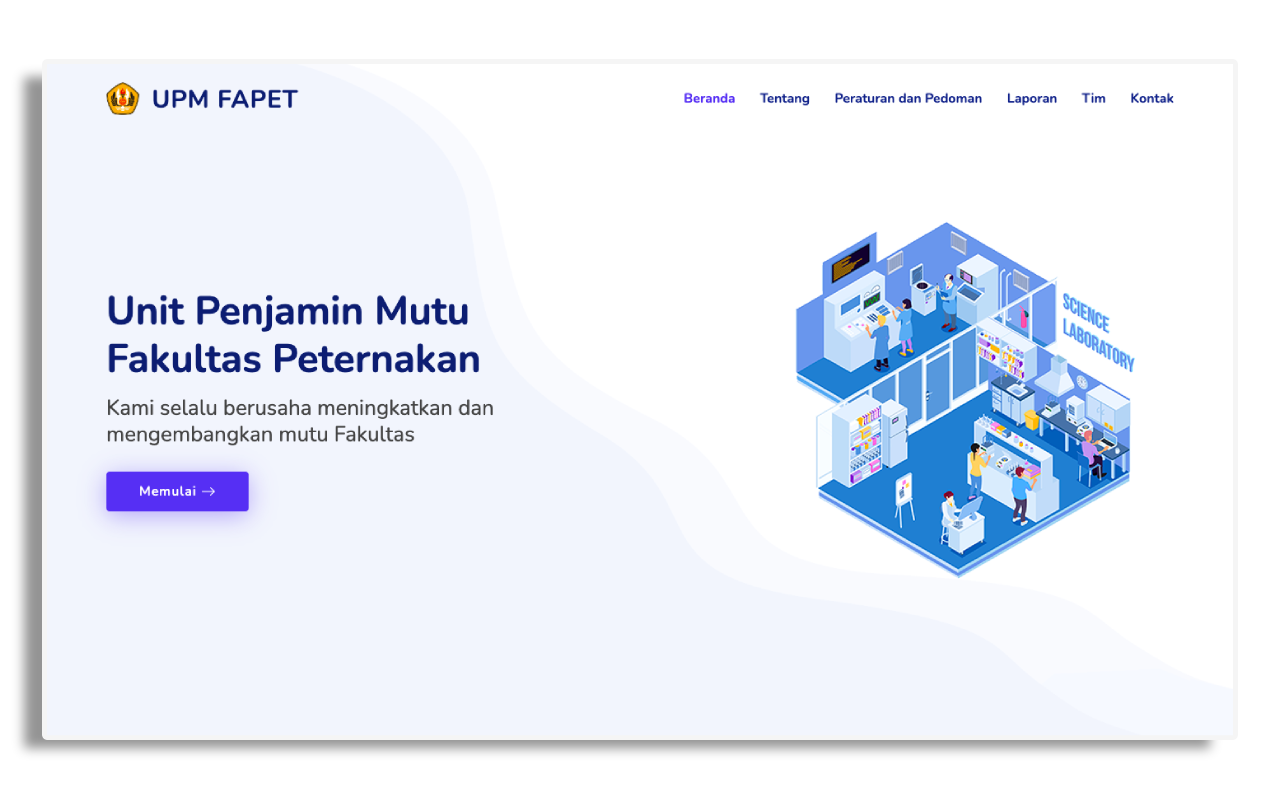 UPM FAPET
Beranda Tentang Peraturan dan Pedoman Laporan Tim Kontak
Unit Penjamin Mutu
Fakultas Peternakan
Kami selalu berusaha meningkatkan dan
mengembangkan mutu Fakultas
Memulai →
SCIENCE
LABORATORY